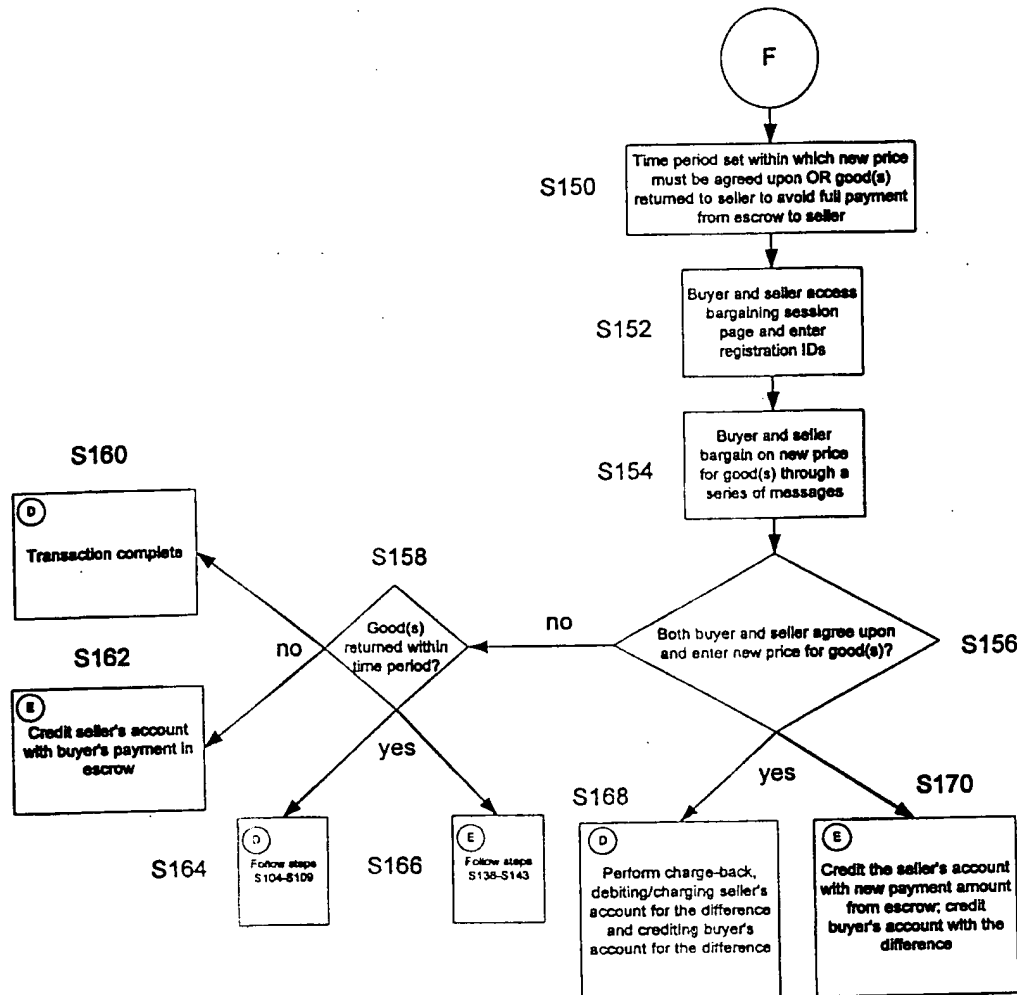 F
S150
Time period set within which new price
must be agreed upon OR good(s)
returned to seller to avoid full payment
from escrow to seller
S152
Buyer and seller access
bargaining session
page and enter
registration IDs
S154
Buyer and seller
bargain on new price
for good(s) through a
series of messages
S156
Both buyer and seller agree upon
and enter new price for good(s)?
no
yes
S158
Good(s)
returned within
time period?
no
yes
S160
D
Transaction complete
S162
E
Credit seller's account
with buyer's payment in
escrow
S164
D
Follow steps
S104-S109
S166
E
Follow steps
S138-S143
S168
D
Perform charge-back,
debiting/charging seller's
account for the difference
and crediting buyer's
account for the difference
S170
E
Credit the seller's account
with new payment amount
from escrow; credit
buyer's account with the
difference